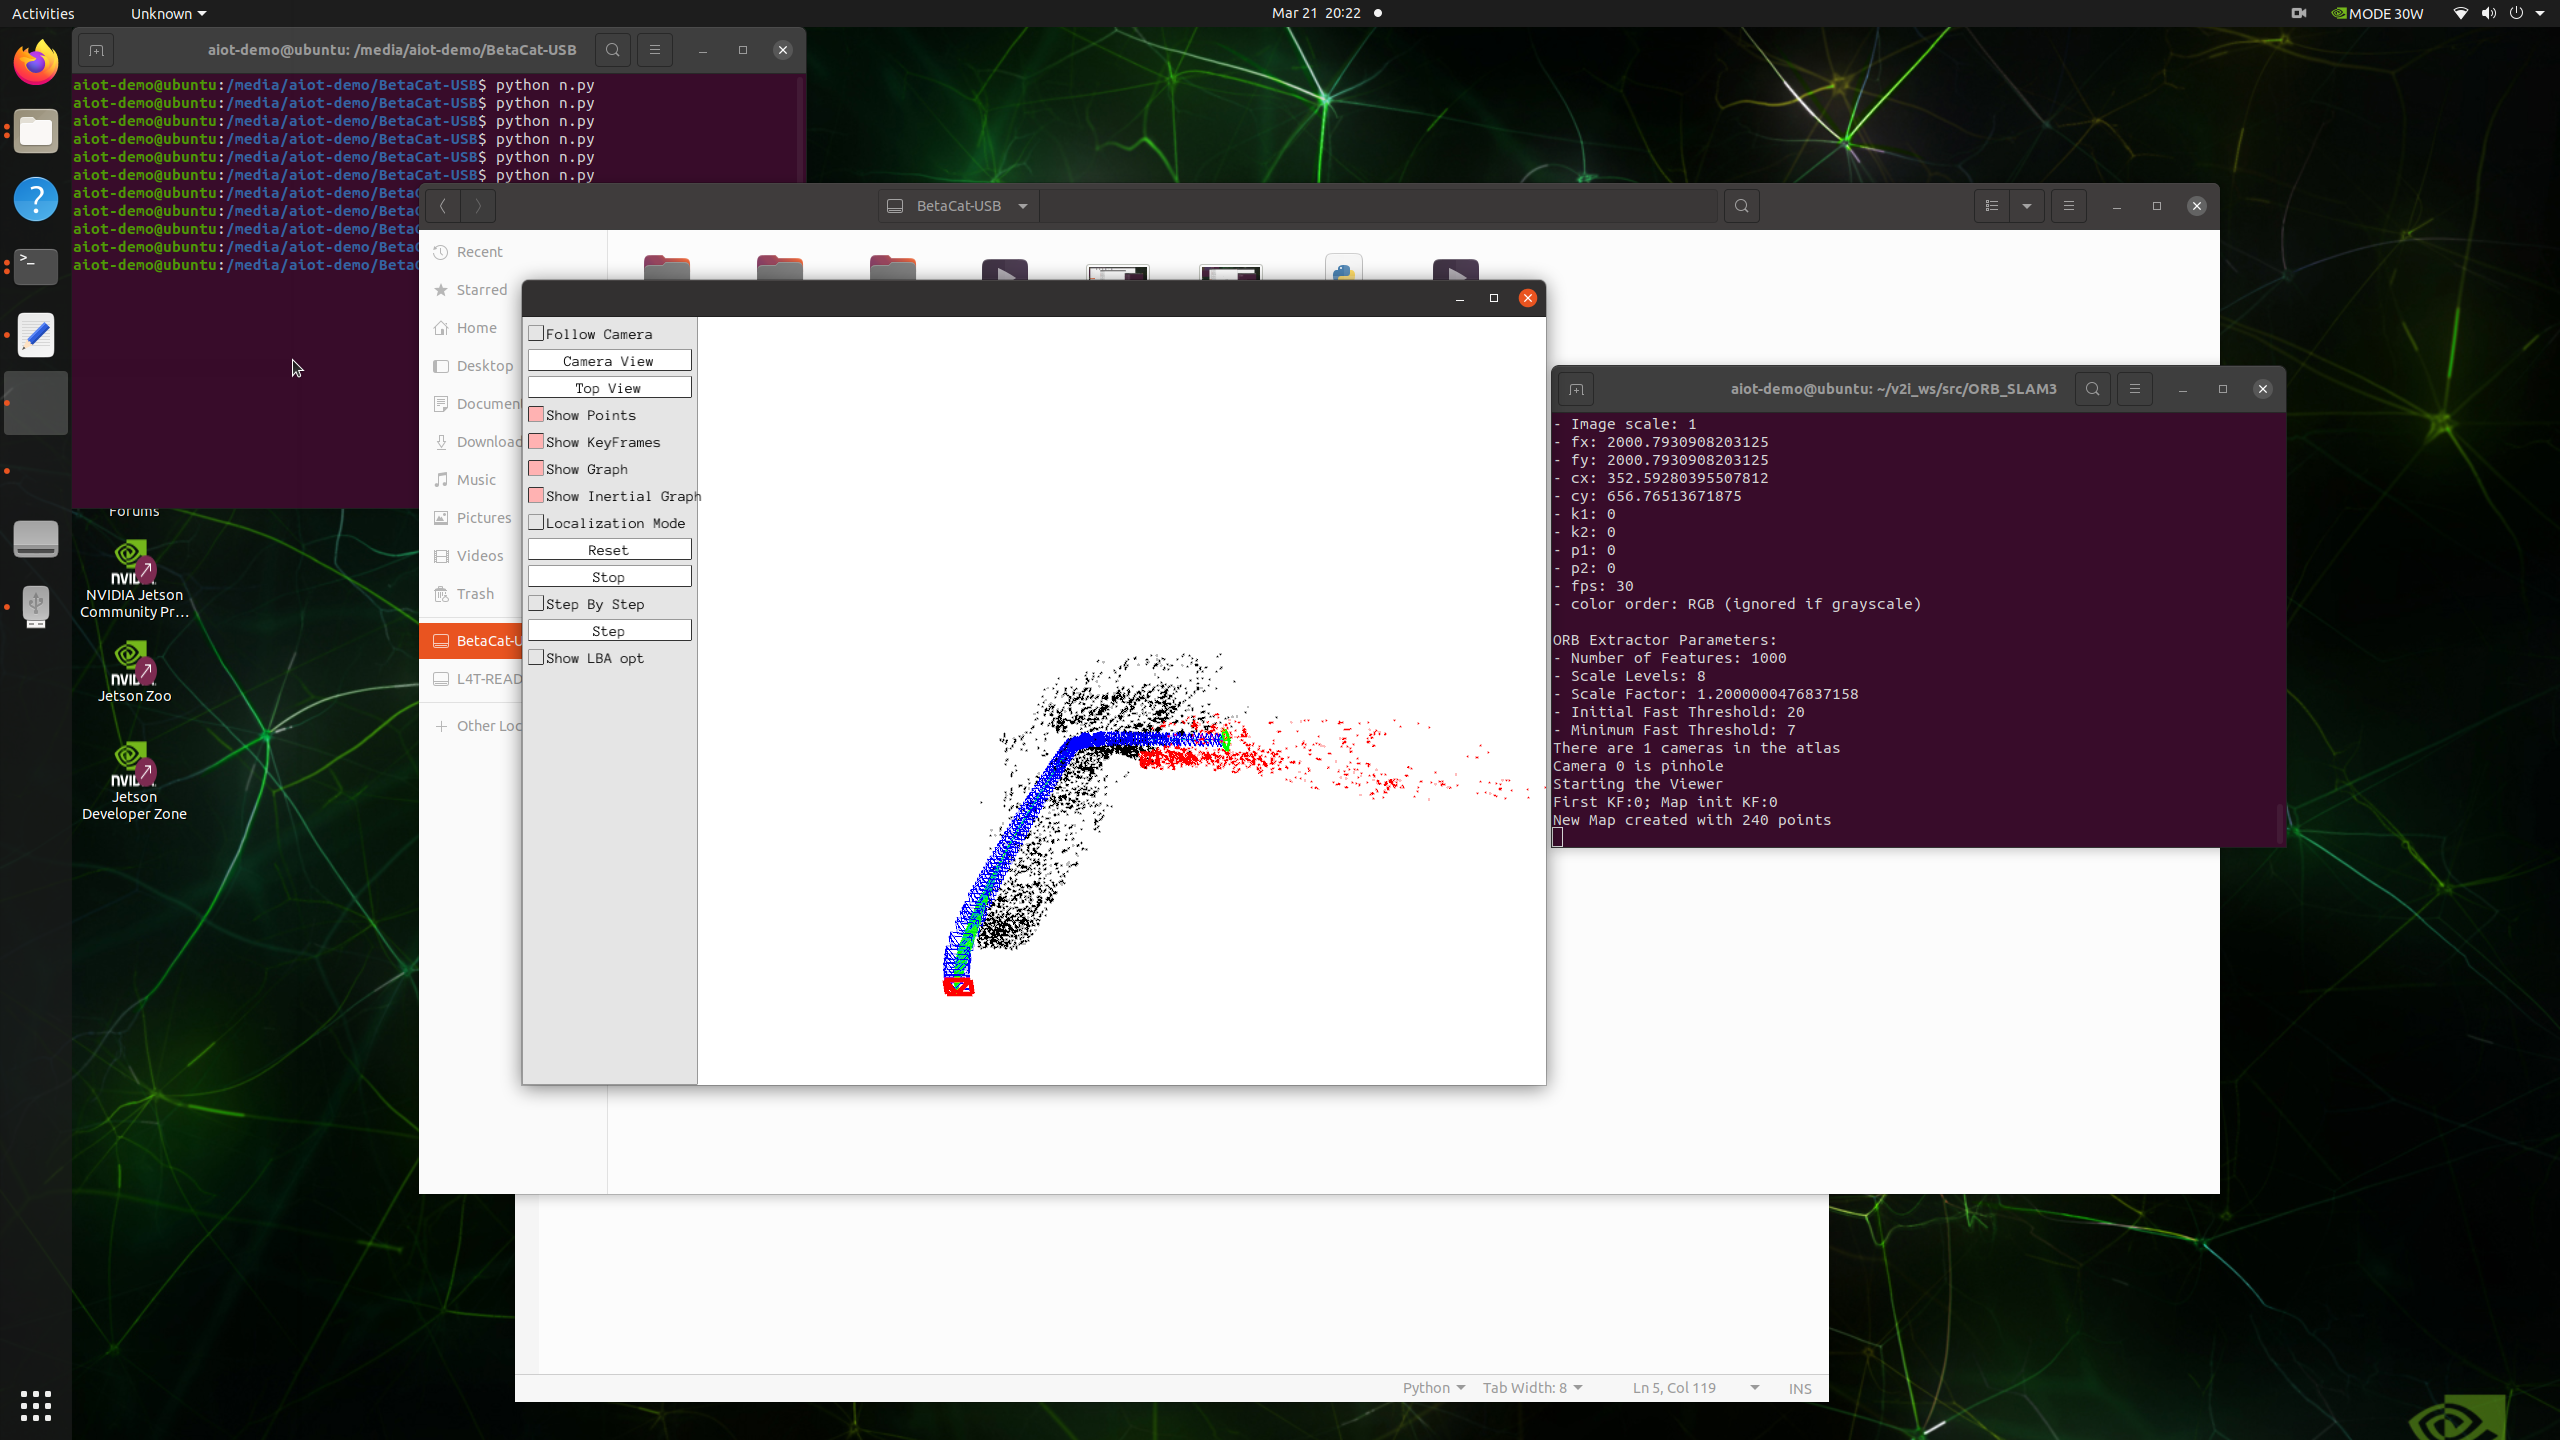 Activities
Unknown
Mar 21 20:22
MODE 30W
aiot-demo@ubuntu: /media/aiot-demo/BetaCat-USB
aiot-demo@ubuntu:/media/aiot-demo/BetaCat-USB$ python n.py
aiot-demo@ubuntu:/media/aiot-demo/BetaCat-USB$ python n.py
aiot-demo@ubuntu:/media/aiot-demo/BetaCat-USB$ python n.py
aiot-demo@ubuntu:/media/aiot-demo/BetaCat-USB$ python n.py
aiot-demo@ubuntu:/media/aiot-demo/BetaCat-USB$ python n.py
aiot-demo@ubuntu:/media/aiot-demo/BetaCat-USB$ python n.py
aiot-demo@ubuntu:/media/aiot-demo/BetaC
aiot-demo@ubuntu:/media/aiot-demo/BetaC
aiot-demo@ubuntu:/media/aiot-demo/BetaC
aiot-demo@ubuntu:/media/aiot-demo/BetaC
aiot-demo@ubuntu:/media/aiot-demo/BetaC
Forums
NVIDIA Jetson
Community Pr...
Jetson Zoo
Jetson
Developer Zone
BetaCat-USB
Recent
Starred
Home
Desktop
Documen
Download
Music
Pictures
Videos
Trash
BetaCat-U
L4T-READ
Other Loc
Follow Camera
Camera View
Top View
Show Points
Show KeyFrames
Show Graph
Show Inertial Graph
Localization Mode
Reset
Stop
Step By Step
Step
Show LBA opt
aiot-demo@ubuntu: ~/v2i_ws/src/ORB_SLAM3
- Image scale: 1
- fx: 2000.7930908203125
- fy: 2000.7930908203125
- cx: 352.59280395507812
- cy: 656.76513671875
- k1: 0
- k2: 0
- p1: 0
- p2: 0
- fps: 30
- color order: RGB (ignored if grayscale)
ORB Extractor Parameters:
- Number of Features: 1000
- Scale Levels: 8
- Scale Factor: 1.2000000476837158
- Initial Fast Threshold: 20
- Minimum Fast Threshold: 7
There are 1 cameras in the atlas
Camera 0 is pinhole
Starting the Viewer
First KF:0; Map init KF:0
New Map created with 240 points
Python
Tab Width: 8
Ln 5, Col 119
INS